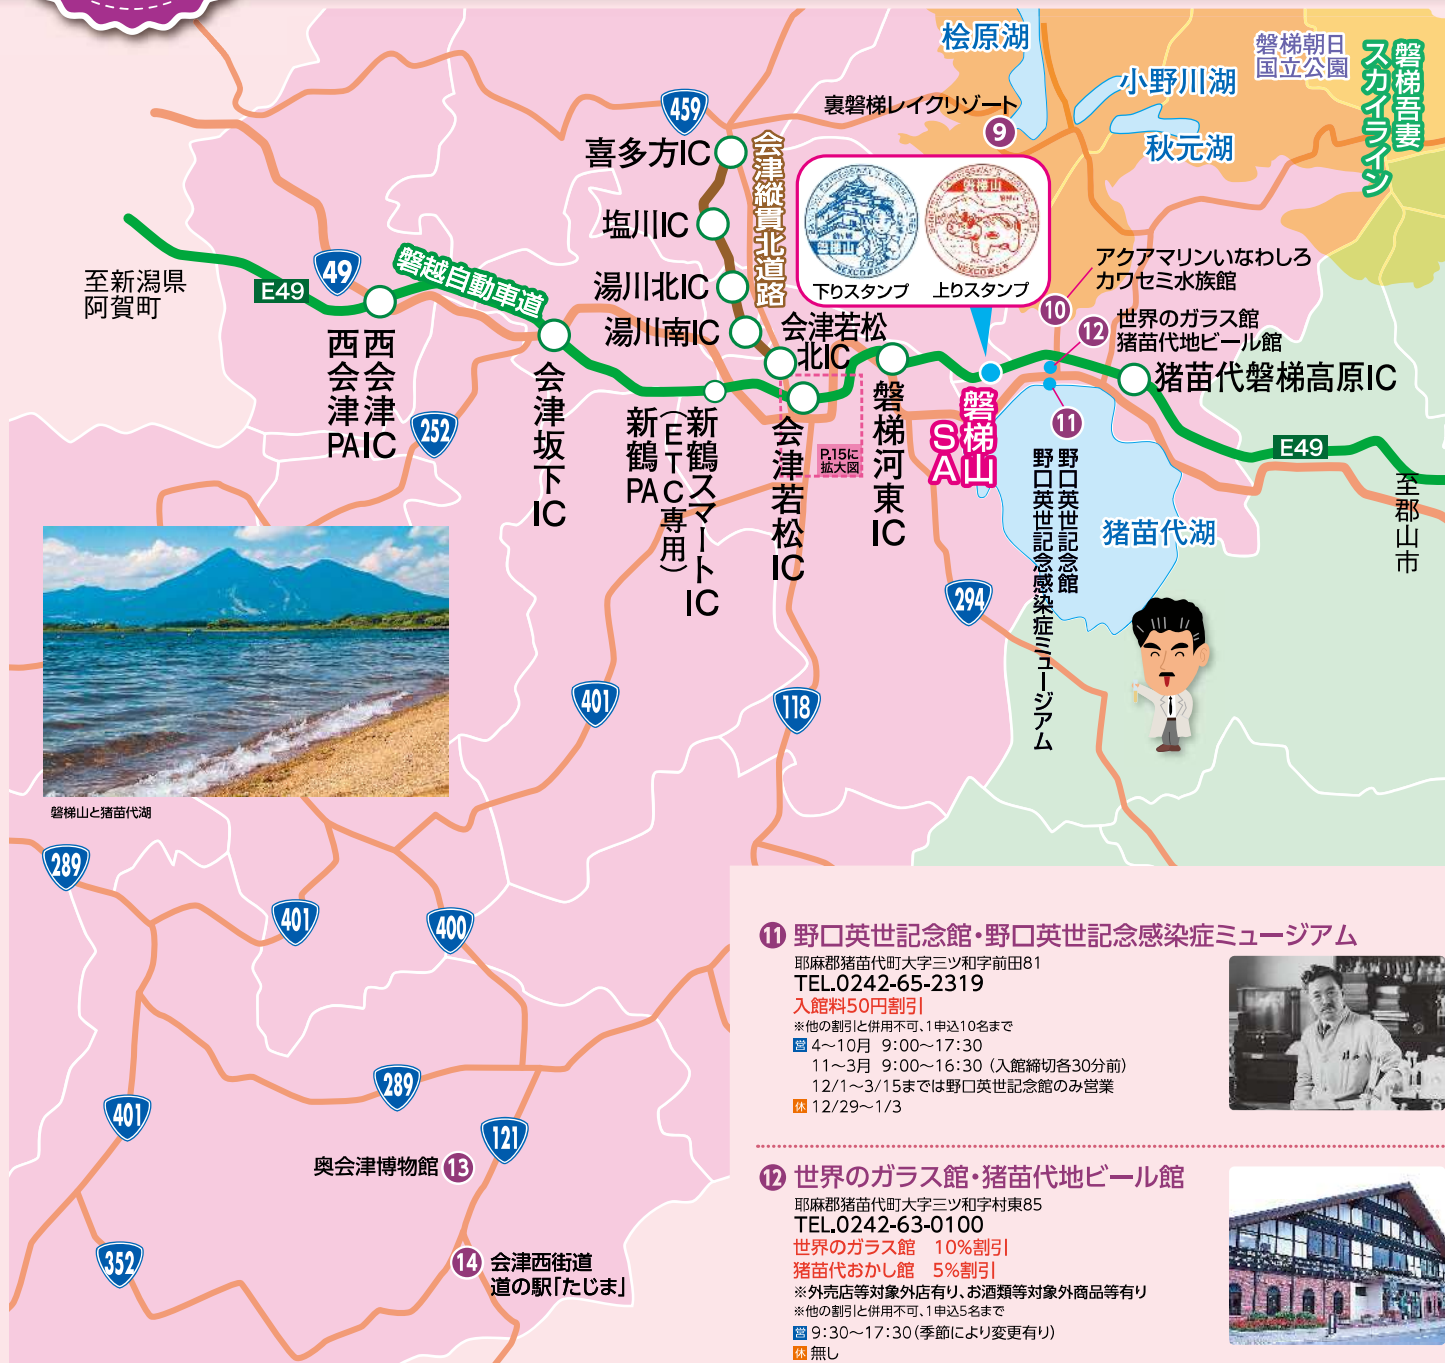 桧原湖
磐梯朝日
国立公園
磐梯吾妻
スカイライン
小野川湖
秋元湖
裏磐梯レイクリゾート
9
459
喜多方IC
会津縦貫北道路
塩川IC
湯川北IC
湯川南IC
会津若松
北IC
磐梯山
NEXCO東日本
磐梯山
NEXCO東日本
下りスタンプ
上りスタンプ
アクアマリンいなわしろ
カワセミ水族館
10
12
世界のガラス館
猪苗代地ビール館
至新潟県
阿賀町
E49
49
磐越自動車道
西会津IC
西会津PA
252
会津坂下IC
新鶴スマートIC
(ETC専用)
新鶴PA
会津若松IC
P.15に
拡大図
磐梯河東IC
磐梯山
SA
猪苗代磐梯高原IC
11
野口英世記念館
野口英世記念感染症ミュージアム
E49
至郡山市
猪苗代湖
294
401
118
磐梯山と猪苗代湖
289
401
400
289
401
121
奥会津博物館
13
352
14
会津西街道
道の駅「たじま」
11 野口英世記念館・野口英世記念感染症ミュージアム
耶麻郡猪苗代町大字三ツ和字前田81
TEL.0242-65-2319
入館料50円割引
※他の割引と併用不可、1申込10名まで
営 4〜10月 9:00〜17:30
11〜3月 9:00〜16:30 (入館締切各30分前)
12/1〜3/15までは野口英世記念館のみ営業
休 12/29〜1/3
12 世界のガラス館・猪苗代地ビール館
耶麻郡猪苗代町大字三ツ和字村東85
TEL.0242-63-0100
世界のガラス館 10%割引
猪苗代おかし館 5%割引
※外売店等対象外店有り、お酒類等対象外商品等有り
※他の割引と併用不可、1申込5名まで
営 9:30〜17:30(季節により変更有り)
休 無し